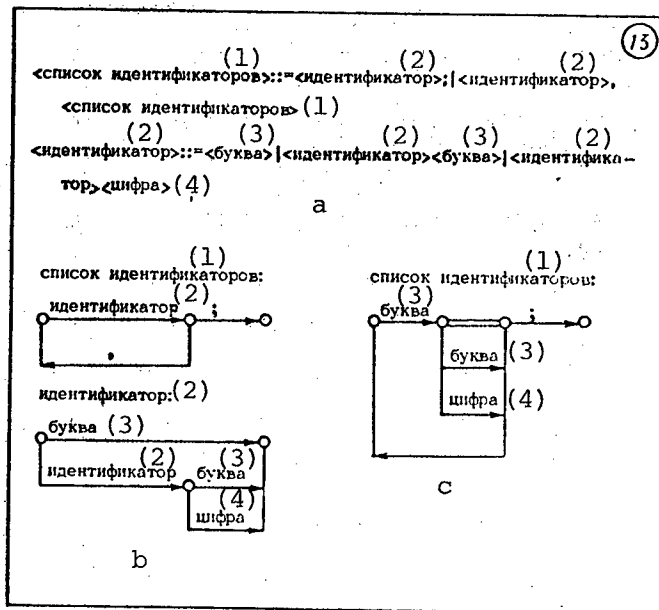 13
(1) (2) (2)
<список идентификаторов>::=<идентификатор>;|<идентификатор>,
<список идентификаторов> (1)
(2) (3) (2) (3) (2)
<идентификатор>::=<буква>|<идентификатор><буква>|<идентифика-
тор><цифра> (4)
a
(1)
список идентификаторов:
идентификатор (2) ;
,
идентификатор: (2)
буква (3)
(2) (3)
идентификатор буква
(4)
цифра
b
(1)
список идентификаторов:
(3)
буква ;
буква (3)
цифра (4)
c